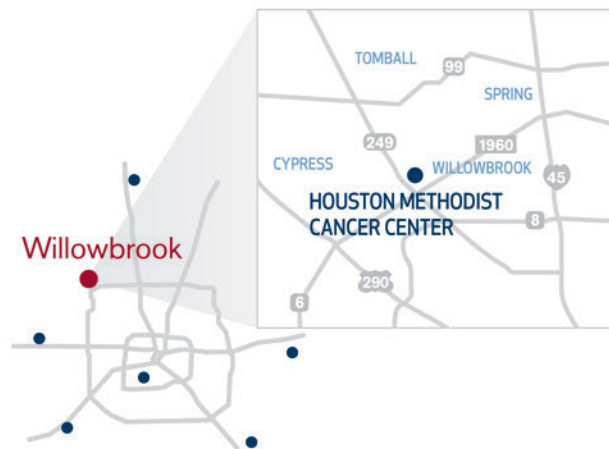 TOMBALL
99
SPRING
249
1960
CYPRESS
WILLOWBROOK
45
HOUSTON METHODIST
CANCER CENTER
8
Willowbrook
290
6